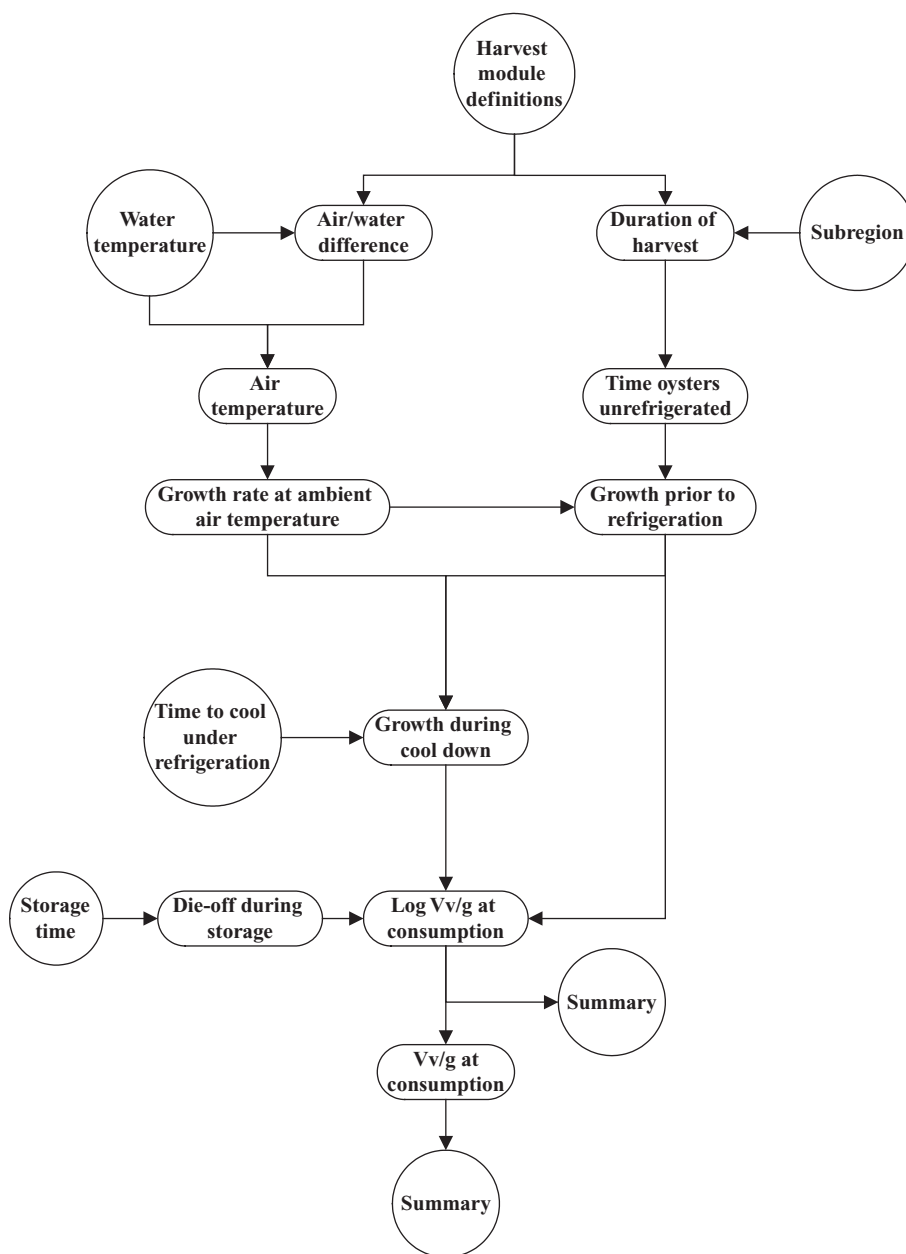 Harvest
module
definitions
Water
temperature
Air/water
difference
Duration of
harvest
Subregion
Air
temperature
Time oysters
unrefrigerated
Growth rate at ambient
air temperature
Growth prior to
refrigeration
Time to cool
under
refrigeration
Growth during
cool down
Storage
time
Die-off during
storage
Log Vv/g at
consumption
Summary
Vv/g at
consumption
Summary